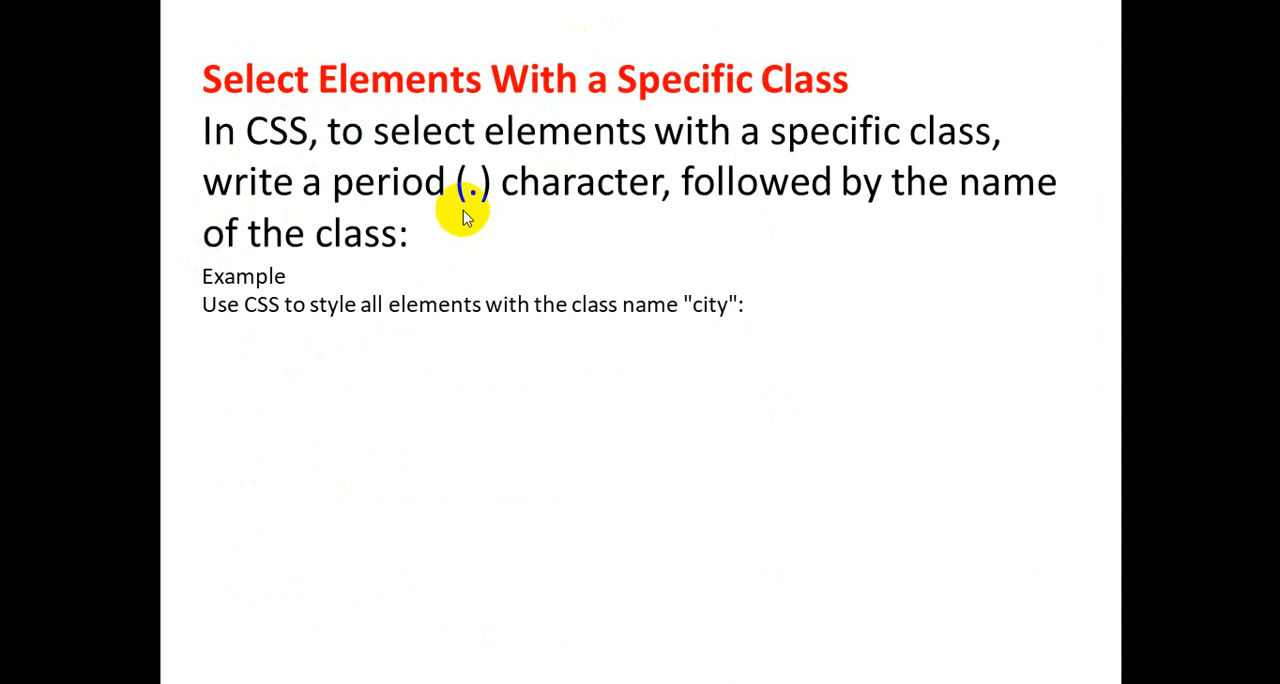 Select Elements With a Specific Class
In CSS, to select elements with a specific class,
write a period (.) character, followed by the name
of the class:
Example
Use CSS to style all elements with the class name "city":